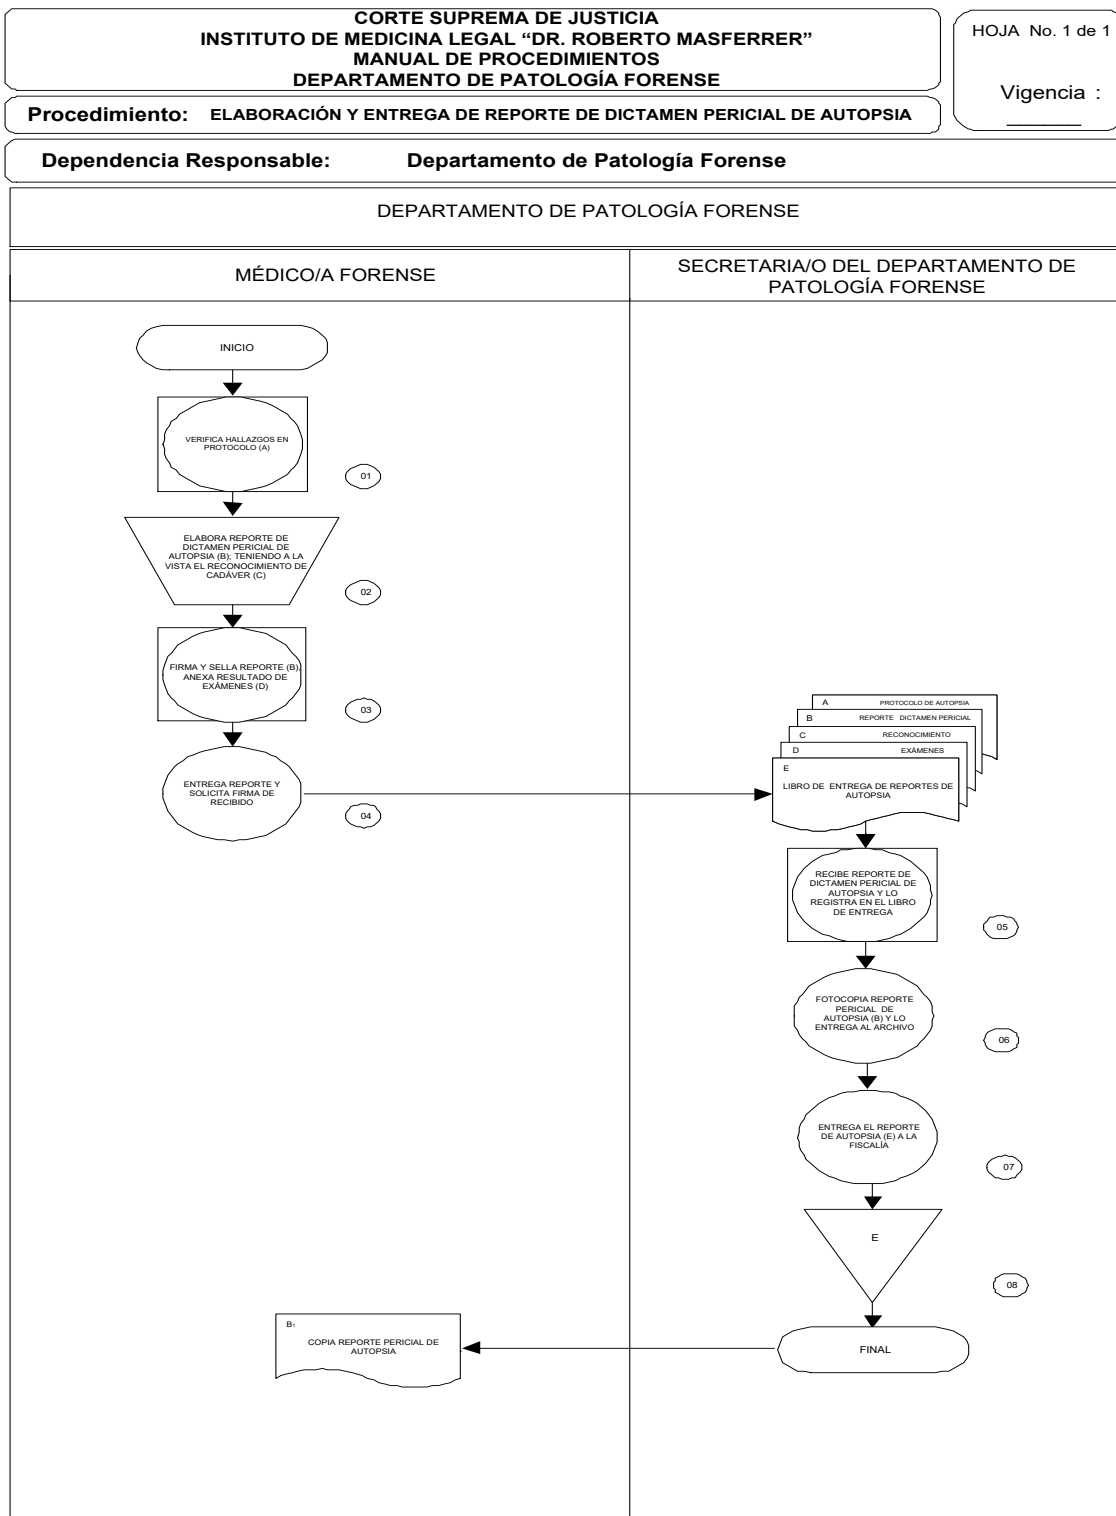 CORTE SUPREMA DE JUSTICIA
INSTITUTO DE MEDICINA LEGAL “DR. ROBERTO MASFERRER”
MANUAL DE PROCEDIMIENTOS
DEPARTAMENTO DE PATOLOGÍA FORENSE
HOJA No. 1 de 1
Vigencia :
______
Procedimiento: ELABORACIÓN Y ENTREGA DE REPORTE DE DICTAMEN PERICIAL DE AUTOPSIA
Dependencia Responsable: Departamento de Patología Forense
DEPARTAMENTO DE PATOLOGÍA FORENSE
MÉDICO/A FORENSE
SECRETARIA/O DEL DEPARTAMENTO DE
PATOLOGÍA FORENSE
INICIO
VERIFICA HALLAZGOS EN
PROTOCOLO (A)
01
ELABORA REPORTE DE
DICTAMEN PERICIAL DE
AUTOPSIA (B); TENIENDO A LA
VISTA EL RECONOCIMIENTO DE
CADÁVER (C)
02
FIRMA Y SELLA REPORTE (B),
ANEXA RESULTADO DE
EXÁMENES (D)
03
ENTREGA REPORTE Y
SOLICITA FIRMA DE
RECIBIDO
04
A PROTOCOLO DE AUTOPSIA
B REPORTE DICTAMEN PERICIAL
C RECONOCIMIENTO
D EXÁMENES
E
LIBRO DE ENTREGA DE REPORTES DE
AUTOPSIA
RECIBE REPORTE DE
DICTAMEN PERICIAL DE
AUTOPSIA Y LO
REGISTRA EN EL LIBRO
DE ENTREGA
05
FOTOCOPIA REPORTE
PERICIAL DE
AUTOPSIA (B) Y LO
ENTREGA AL ARCHIVO
06
ENTREGA EL REPORTE
DE AUTOPSIA (E) A LA
FISCALÍA
07
E
08
FINAL
B1
COPIA REPORTE PERICIAL DE
AUTOPSIA